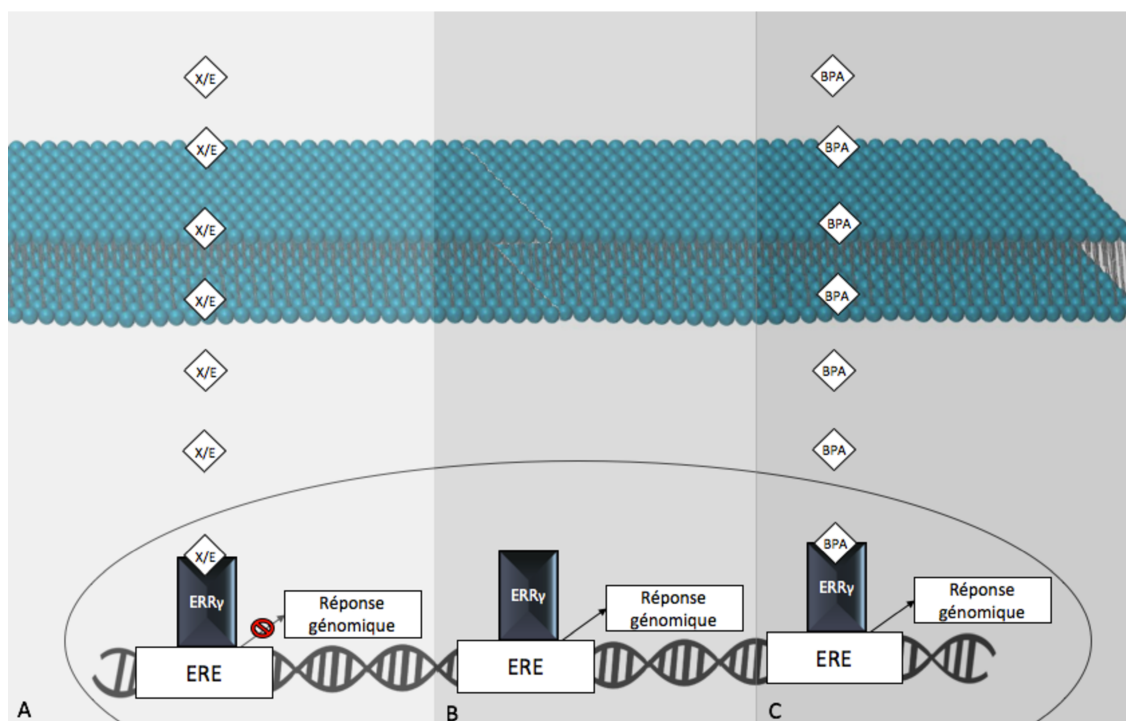 X/E
BPA
X/E
BPA
X/E
BPA
X/E
BPA
X/E
BPA
X/E
BPA
X/E
ERRγ
Réponse
génomique
ERE
ERRγ
Réponse
génomique
ERE
BPA
ERRγ
Réponse
génomique
ERE
A
B
C